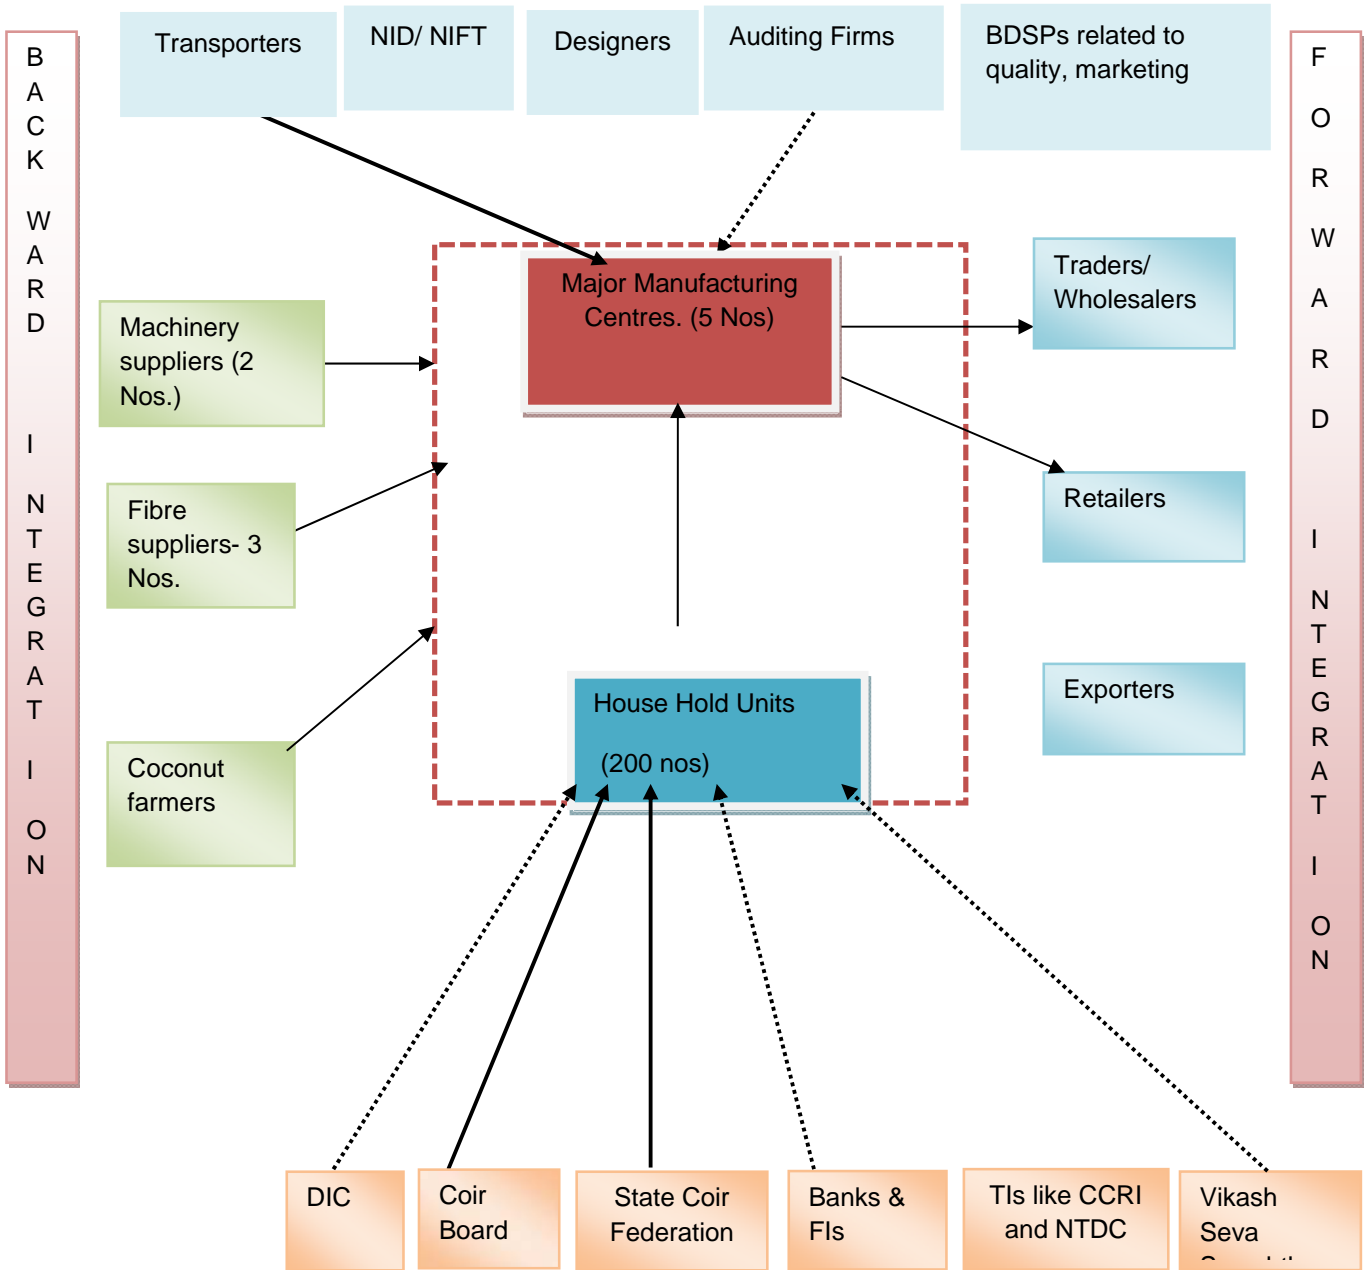 Transporters
NID/ NIFT
Designers
Auditing Firms
BDSPs related to
quality, marketing
B
A
C
K
W
A
R
D
I
N
T
E
G
R
A
T
I
O
N
F
O
R
W
A
R
D
I
N
T
E
G
R
A
T
I
O
N
Major Manufacturing
Centres. (5 Nos)
Traders/
Wholesalers
Machinery
suppliers (2
Nos.)
Retailers
Fibre
suppliers- 3
Nos.
Exporters
House Hold Units
(200 nos)
Coconut
farmers
DIC
Coir
Board
State Coir
Federation
Banks &
FIs
TIs like CCRI
and NTDC
Vikash
Seva